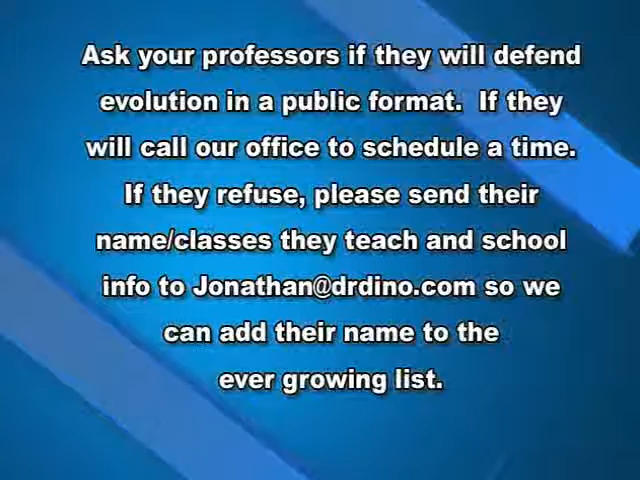 Ask your professors if they will defend
evolution in a public format.  If they
will call our office to schedule a time.
If they refuse, please send their
name/classes they teach and school
info to Jonathan@drdino.com so we
can add their name to the
ever growing list.